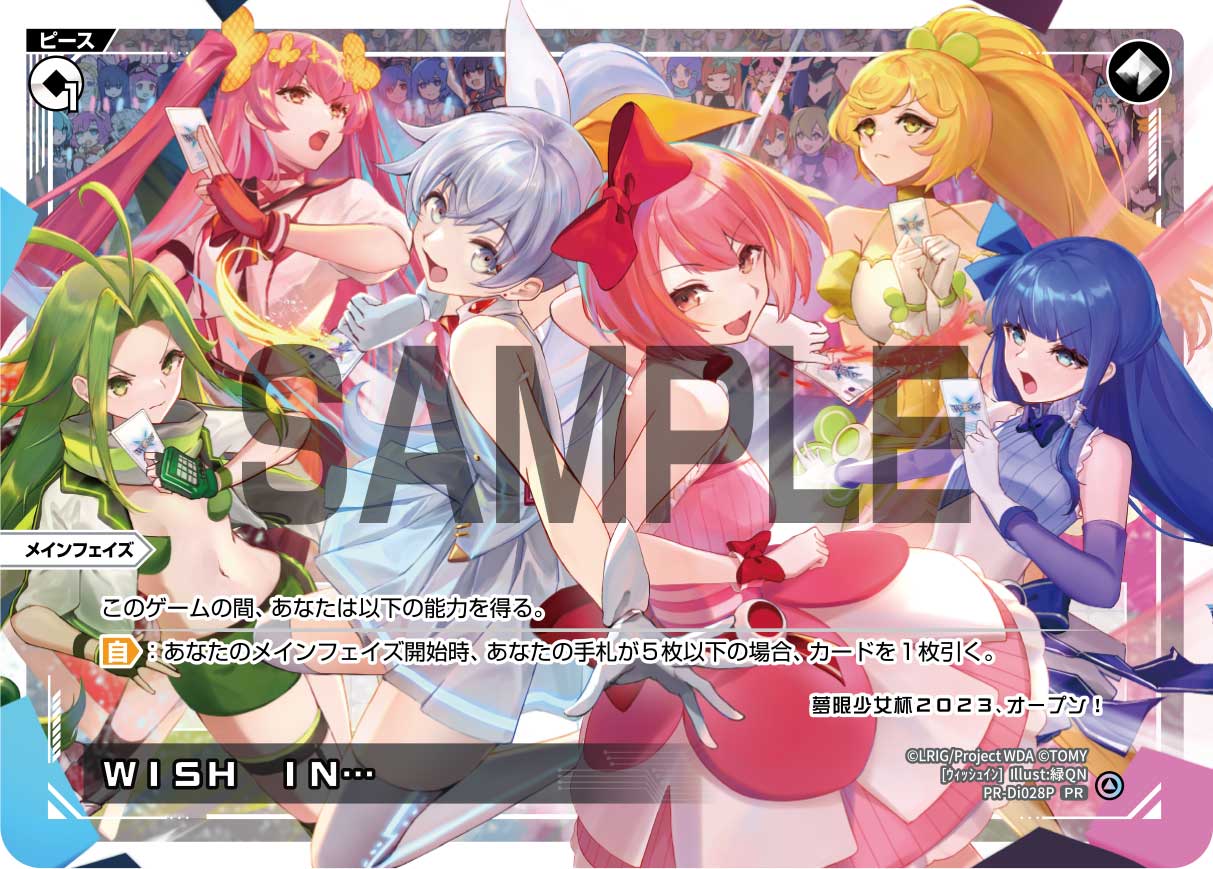 ピース
1
SAMPLE
メインフェイズ
このゲームの間、あなたは以下の能力を得る。
自：あなたのメインフェイズ開始時、あなたの手札が５枚以下の場合、カードを１枚引く。
夢限少女杯２０２３、オープン！
ＷＩＳＨ　ＩＮ…
©LRIG/Project WDA ©TOMY
[ウィッシュイン] Illust:緑QN
PR-Di028P PR